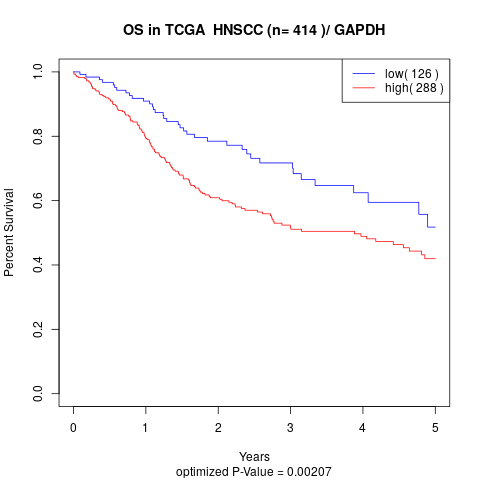 OS in TCGA  HNSCC (n= 414 )/ GAPDH
low( 126 )
high( 288 )
Percent Survival
1.0
0.8
0.6
0.4
0.2
0.0
0 1 2 3 4 5
Years
optimized P-Value = 0.00207